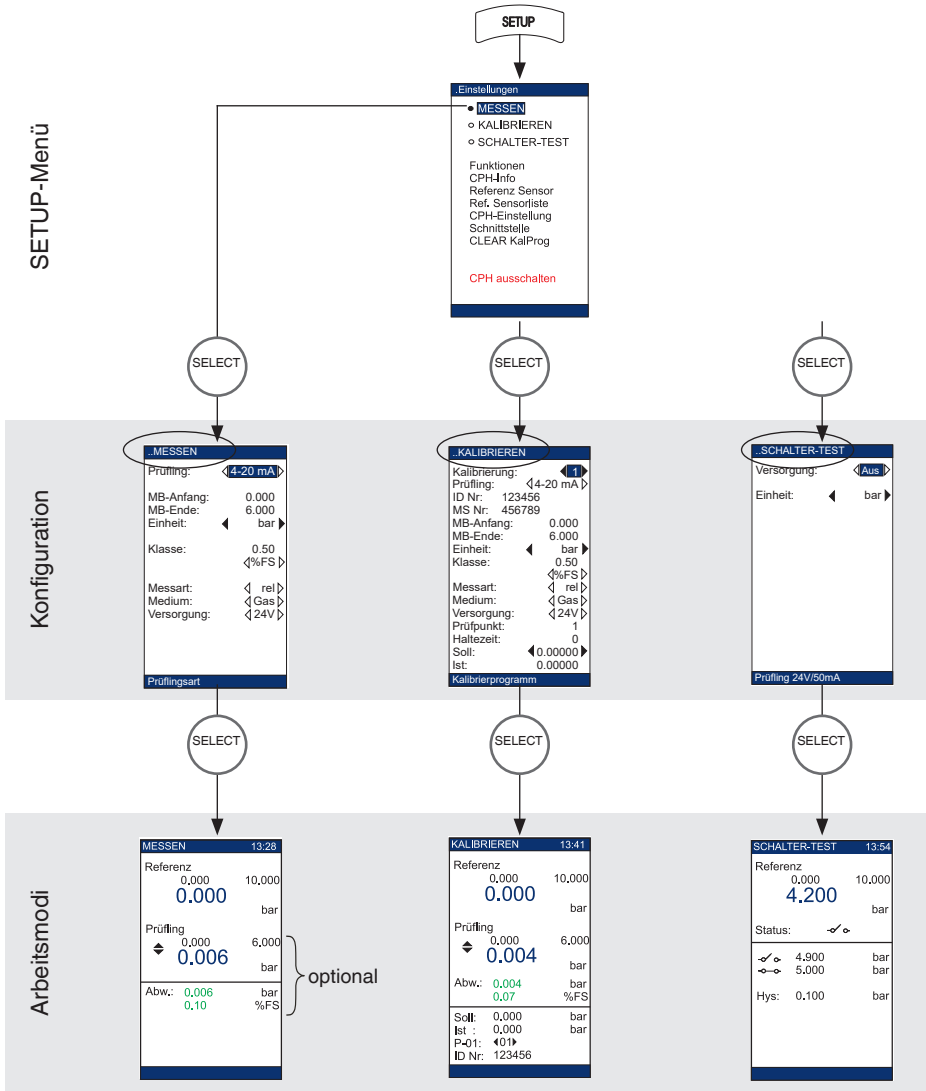 SETUP
SETUP-Menü
.Einstellungen
MESSEN
KALIBRIEREN
SCHALTER-TEST
Funktionen
CPH-Info
Referenz Sensor
Ref. Sensorliste
CPH-Einstellung
Schnittstelle
CLEAR KalProg
CPH ausschalten
SELECT
SELECT
SELECT
Konfiguration
..MESSEN
Prüfling: 4-20 mA
MB-Anfang: 0.000
MB-Ende: 6.000
Einheit: bar
Klasse: 0.50
%FS
Messart: rel
Medium: Gas
Versorgung: 24V
Prüflingsart
..KALIBRIEREN
Kalibrierung: 1
Prüfling: 4-20 mA
ID Nr: 123456
MS Nr: 456789
MB-Anfang: 0.000
MB-Ende: 6.000
Einheit: bar
Klasse: 0.50
%FS
Messart: rel
Medium: Gas
Versorgung: 24V
Prüfpunkt: 1
Haltezeit: 0
Soll: 0.00000
Ist: 0.00000
Kalibrierprogramm
..SCHALTER-TEST
Versorgung: Aus
Einheit: bar
Prüfling 24V/50mA
SELECT
SELECT
SELECT
Arbeitsmodi
MESSEN 13:28
Referenz
0.000 10.000
0.000
bar
Prüfling
0.000 6.000
0.006
bar
Abw.: 0.006 bar
0.10 %FS
optional
KALIBRIEREN 13:41
Referenz
0.000 10.000
0.000
bar
Prüfling
0.000 6.000
0.004
bar
Abw.: 0.004 bar
0.07 %FS
Soll: 0.000 bar
Ist : 0.000 bar
P-01: 01
ID Nr: 123456
SCHALTER-TEST 13:54
Referenz
0.000 10.000
4.200
bar
Status:
4.900 bar
5.000 bar
Hys: 0.100 bar